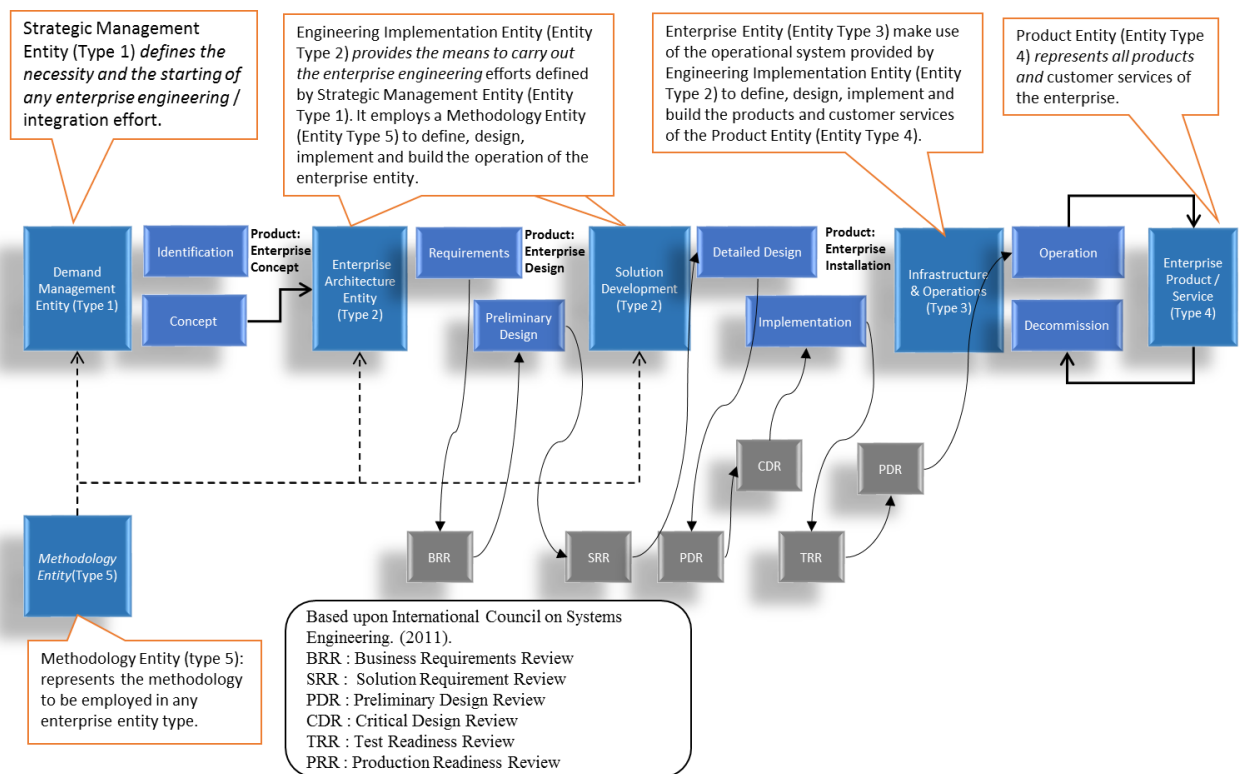 Strategic Management
Entity (Type 1) defines the
necessity and the starting of
any enterprise engineering /
integration effort.
Engineering Implementation Entity (Entity
Type 2) provides the means to carry out
the enterprise engineering efforts defined
by Strategic Management Entity (Entity
Type 1). It employs a Methodology Entity
(Entity Type 5) to define, design,
implement and build the operation of the
enterprise entity.
Enterprise Entity (Entity Type 3) make use
of the operational system provided by
Engineering Implementation Entity (Entity
Type 2) to define, design, implement and
build the products and customer services
of the Product Entity (Entity Type 4).
Product Entity (Entity Type
4) represents all products
and customer services of
the enterprise.
Demand
Management
Entity (Type 1)
Identification
Concept
Product:
Enterprise
Concept
Enterprise
Architecture
Entity
(Type 2)
Requirements
Preliminary
Design
Product:
Enterprise
Design
Solution
Development
(Type 2)
Detailed Design
Implementation
Product:
Enterprise
Installation
Infrastructure
& Operations
(Type 3)
Operation
Decommission
Enterprise
Product /
Service
(Type 4)
CDR
PDR
BRR
SRR
PDR
TRR
Methodology
Entity(Type 5)
Methodology Entity (type 5):
represents the methodology
to be employed in any
enterprise entity type.
Based upon International Council on Systems
Engineering. (2011).
BRR : Business Requirements Review
SRR : Solution Requirement Review
PDR : Preliminary Design Review
CDR : Critical Design Review
TRR : Test Readiness Review
PRR : Production Readiness Review